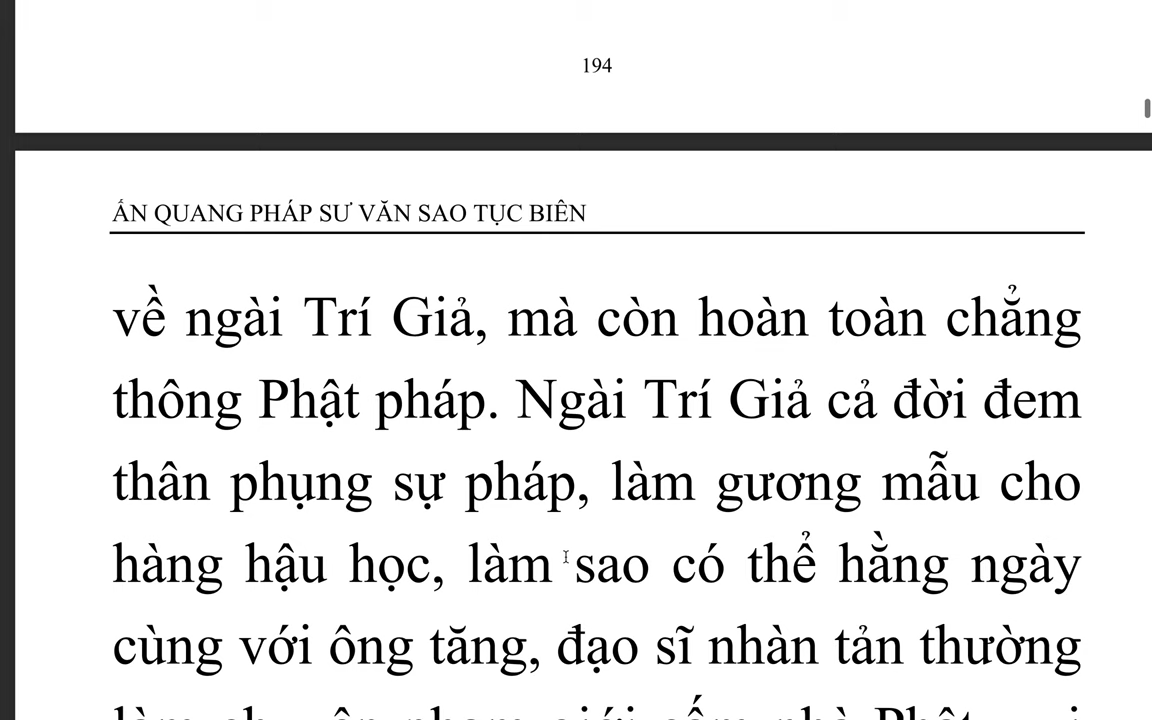 194
ẤN QUANG PHÁP SƯ VĂN SAO TỤC BIÊN
về ngài Trí Giả, mà còn hoàn toàn chẳng
thông Phật pháp. Ngài Trí Giả cả đời đem
thân phụng sự pháp, làm gương mẫu cho
hàng hậu học, làm sao có thể hằng ngày
cùng với ông tăng, đạo sĩ nhàn tản thường